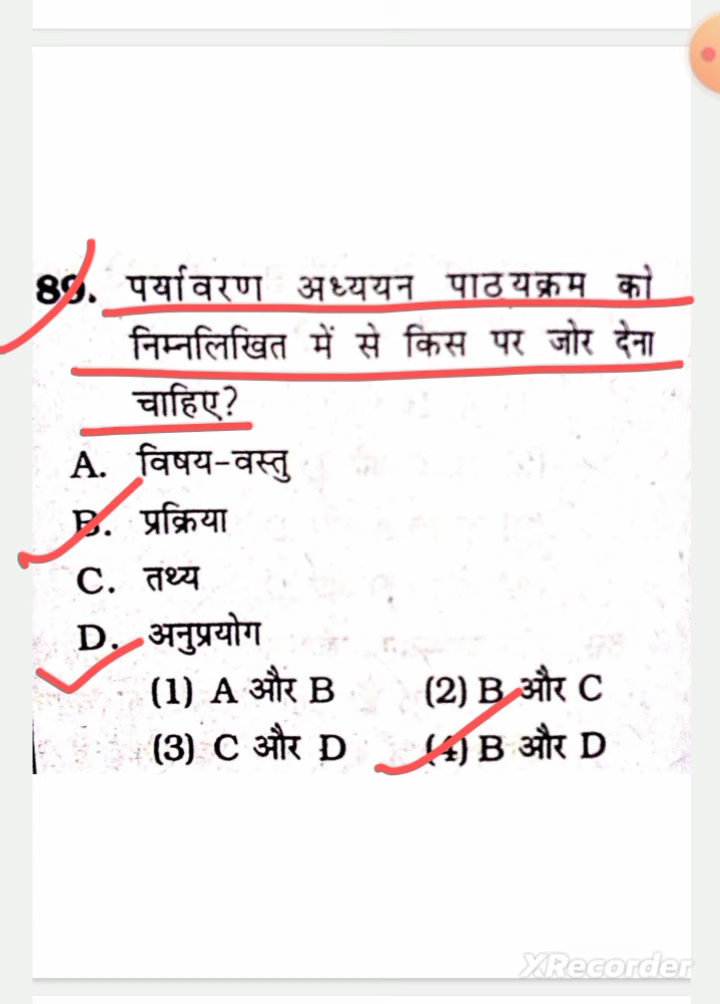 89. पर्यावरण अध्ययन पाठयक्रम को
निम्नलिखित में से किस पर जोर देना
चाहिए?
A. विषय-वस्तु
B. प्रक्रिया
C. तथ्य
D. अनुप्रयोग
(1) A और B (2) B और C
(3) C और D (4) B और D
XRecorder